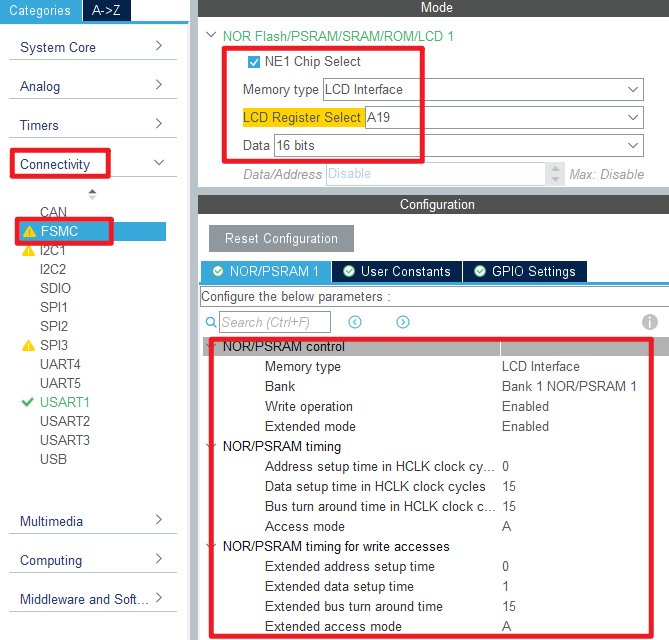 Categories A->Z
System Core
Analog
Timers
Connectivity
CAN
FSMC
I2C1
I2C2
SDIO
SPI1
SPI2
SPI3
UART4
UART5
USART1
USART2
USART3
USB
Multimedia
Computing
Middleware and Soft...
Mode
NOR Flash/PSRAM/SRAM/ROM/LCD 1
NE1 Chip Select
Memory type LCD Interface
LCD Register Select A19
Data 16 bits
Data/Address Disable Max: Disable
Configuration
Reset Configuration
NOR/PSRAM 1 User Constants GPIO Settings
Configure the below parameters :
Search (Ctrl+F)
NOR/PSRAM control
Memory type LCD Interface
Bank Bank 1 NOR/PSRAM 1
Write operation Enabled
Extended mode Enabled
NOR/PSRAM timing
Address setup time in HCLK clock cy... 0
Data setup time in HCLK clock cycles 15
Bus turn around time in HCLK clock c... 15
Access mode A
NOR/PSRAM timing for write accesses
Extended address setup time 0
Extended data setup time 1
Extended bus turn around time 15
Extended access mode A